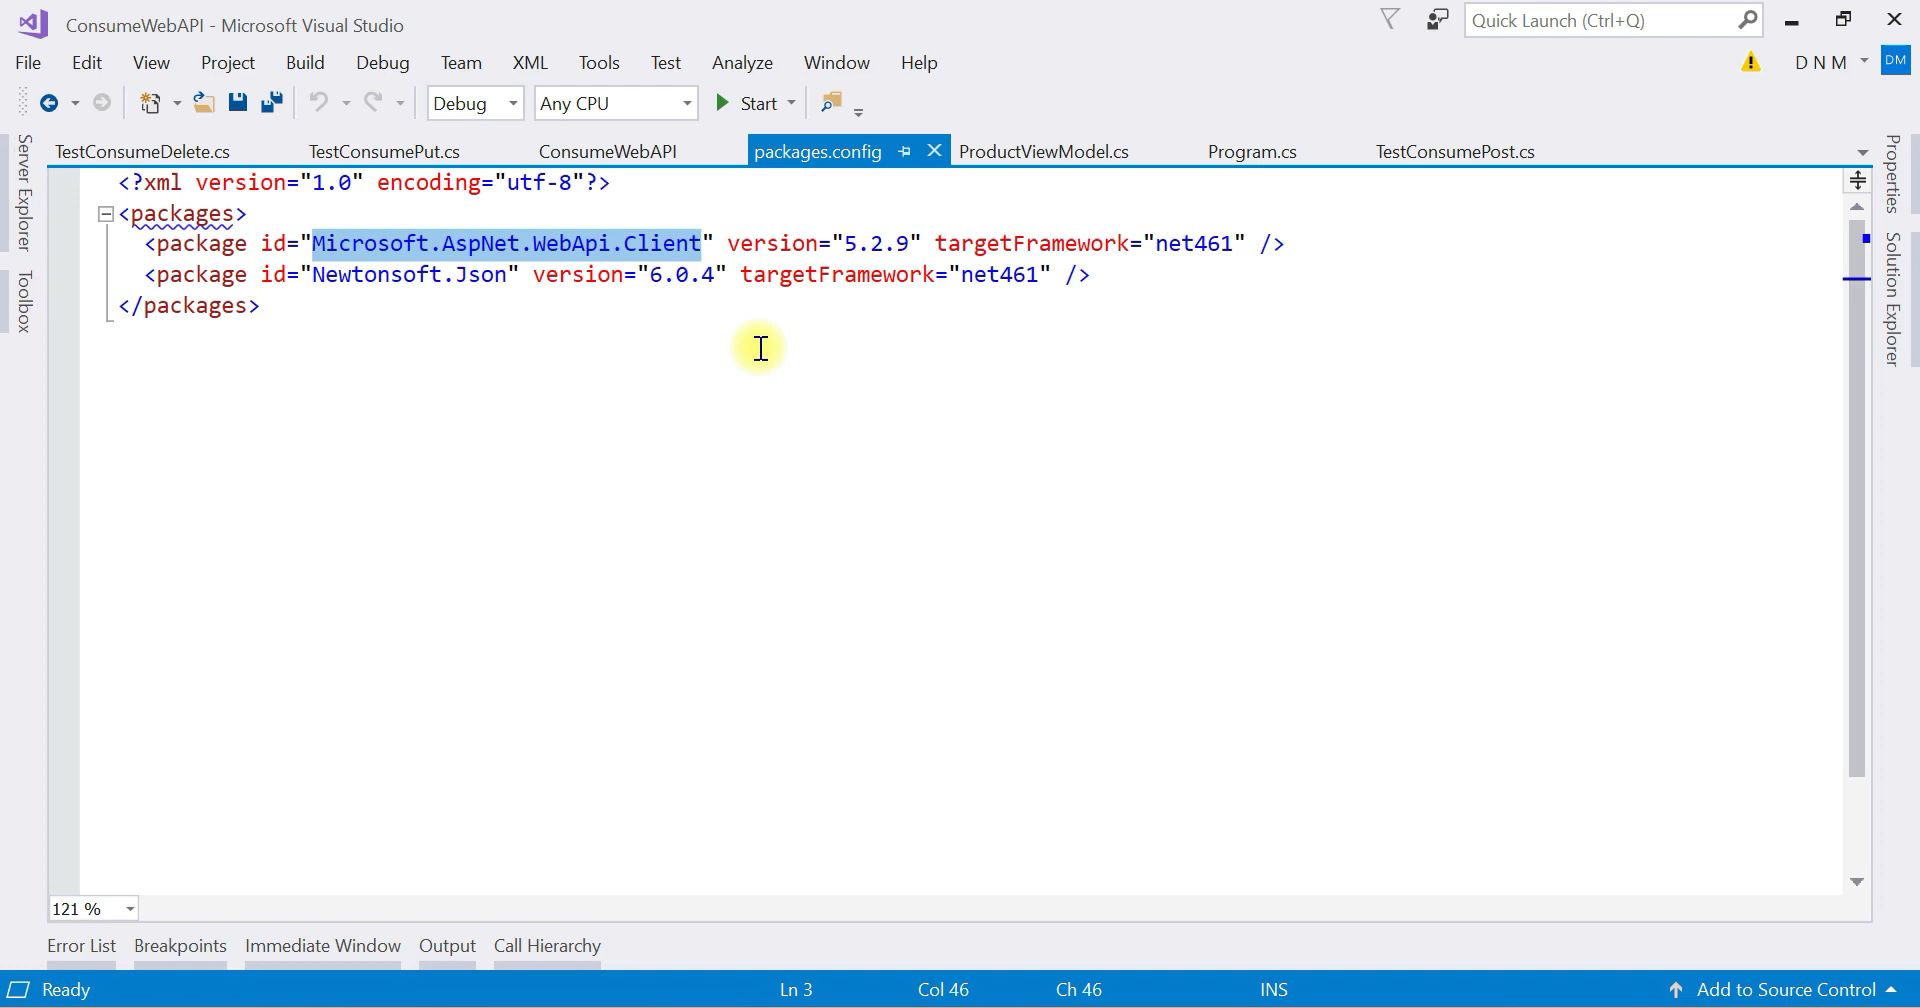 ConsumeWebAPI - Microsoft Visual Studio
Quick Launch (Ctrl+Q)
File Edit View Project Build Debug Team XML Tools Test Analyze Window Help
D N M DM
Debug Any CPU Start
TestConsumeDelete.cs TestConsumePut.cs ConsumeWebAPI packages.config ProductViewModel.cs Program.cs TestConsumePost.cs
Server Explorer
Toolbox
<?xml version="1.0" encoding="utf-8"?>
<packages>
<package id="Microsoft.AspNet.WebApi.Client" version="5.2.9" targetFramework="net461" />
<package id="Newtonsoft.Json" version="6.0.4" targetFramework="net461" />
</packages>
Properties
Solution Explorer
121 %
Error List Breakpoints Immediate Window Output Call Hierarchy
Ready Ln 3 Col 46 Ch 46 INS Add to Source Control